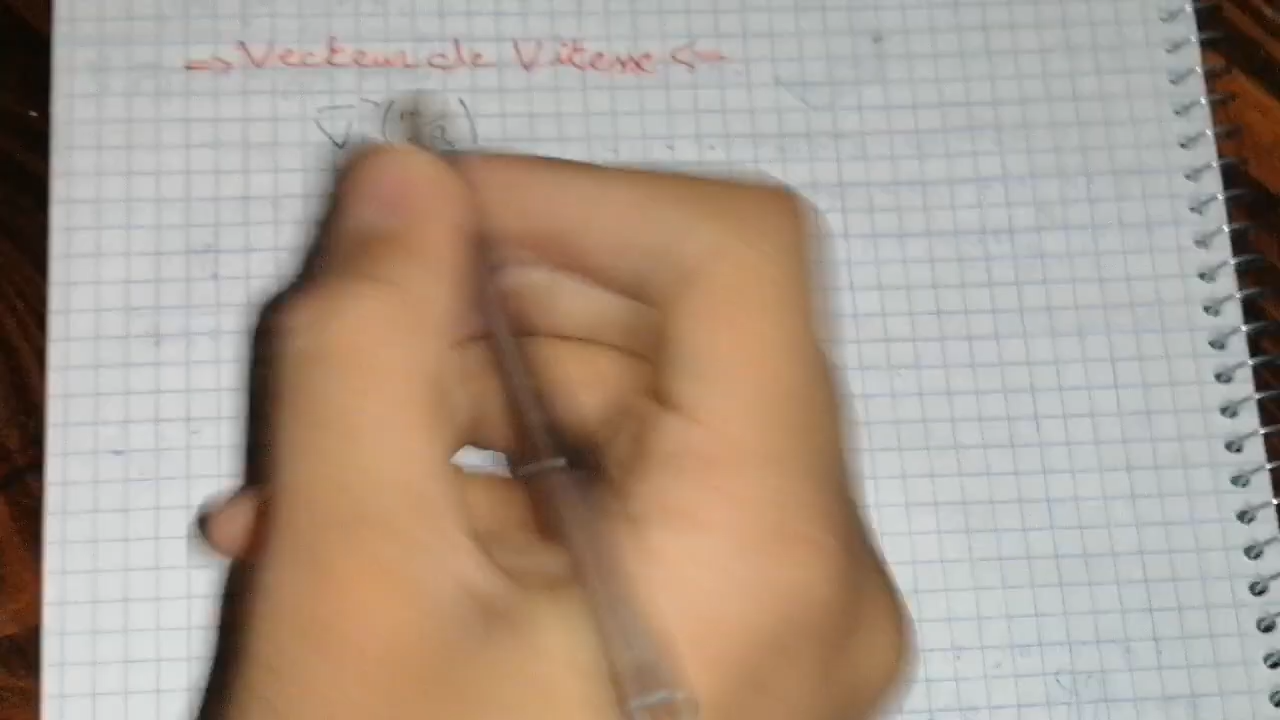 → Vecteur de Vitesse ←